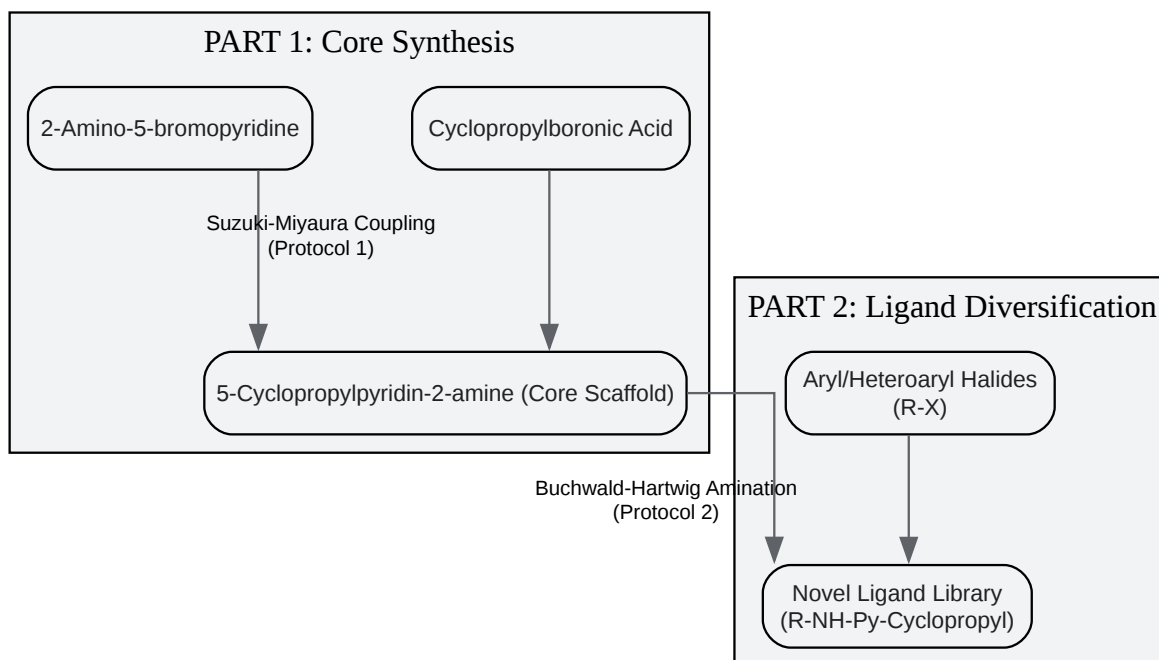 PART 1: Core Synthesis
2-Amino-5-bromopyridine
Cyclopropylboronic Acid
Suzuki-Miyaura Coupling
(Protocol 1)
5-Cyclopropylpyridin-2-amine (Core Scaffold)
PART 2: Ligand Diversification
Aryl/Heteroaryl Halides
(R-X)
Buchwald-Hartwig Amination
(Protocol 2)
Novel Ligand Library
(R-NH-Py-Cyclopropyl)